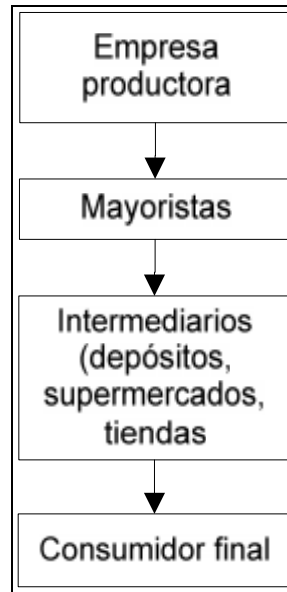 Empresa
productora
Mayoristas
Intermediarios
(depósitos,
supermercados,
tiendas
Consumidor final